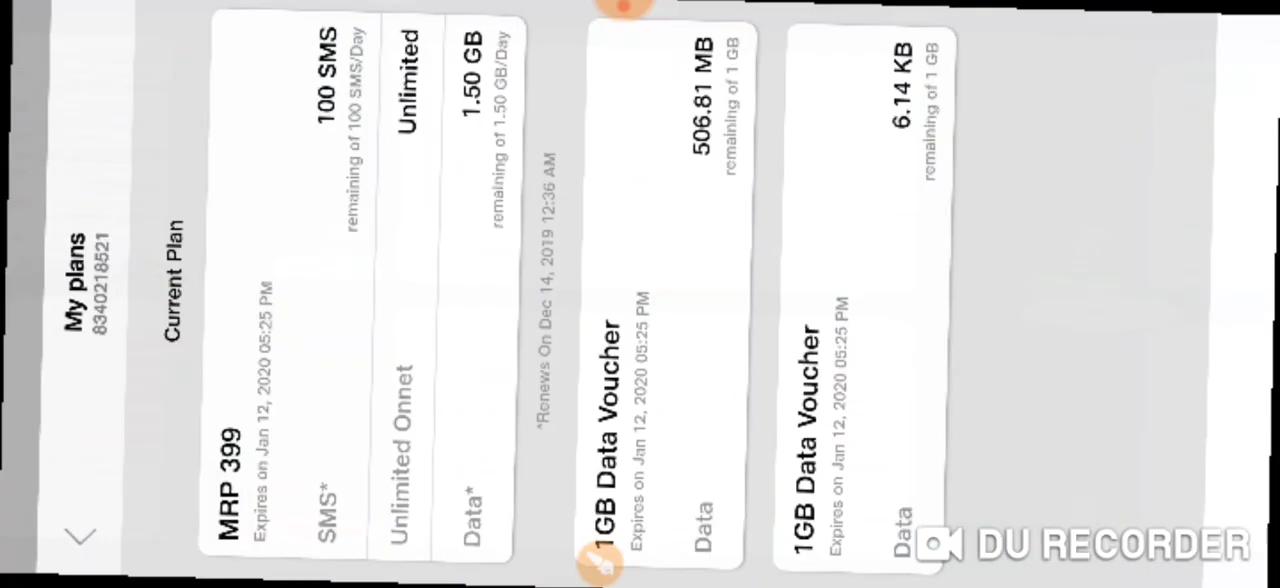 My plans
8340218521
Current Plan
MRP 399
Expires on Jan 12, 2020 05:25 PM
SMS*
100 SMS
remaining of 100 SMS/Day
Unlimited Onnet
Unlimited
Data*
1.50 GB
remaining of 1.50 GB/Day
*Renews On Dec 14, 2019 12:36 AM
1GB Data Voucher
Expires on Jan 12, 2020 05:25 PM
Data
506.81 MB
remaining of 1 GB
1GB Data Voucher
Expires on Jan 12, 2020 05:25 PM
Data
6.14 KB
remaining of 1 GB
DU RECORDER